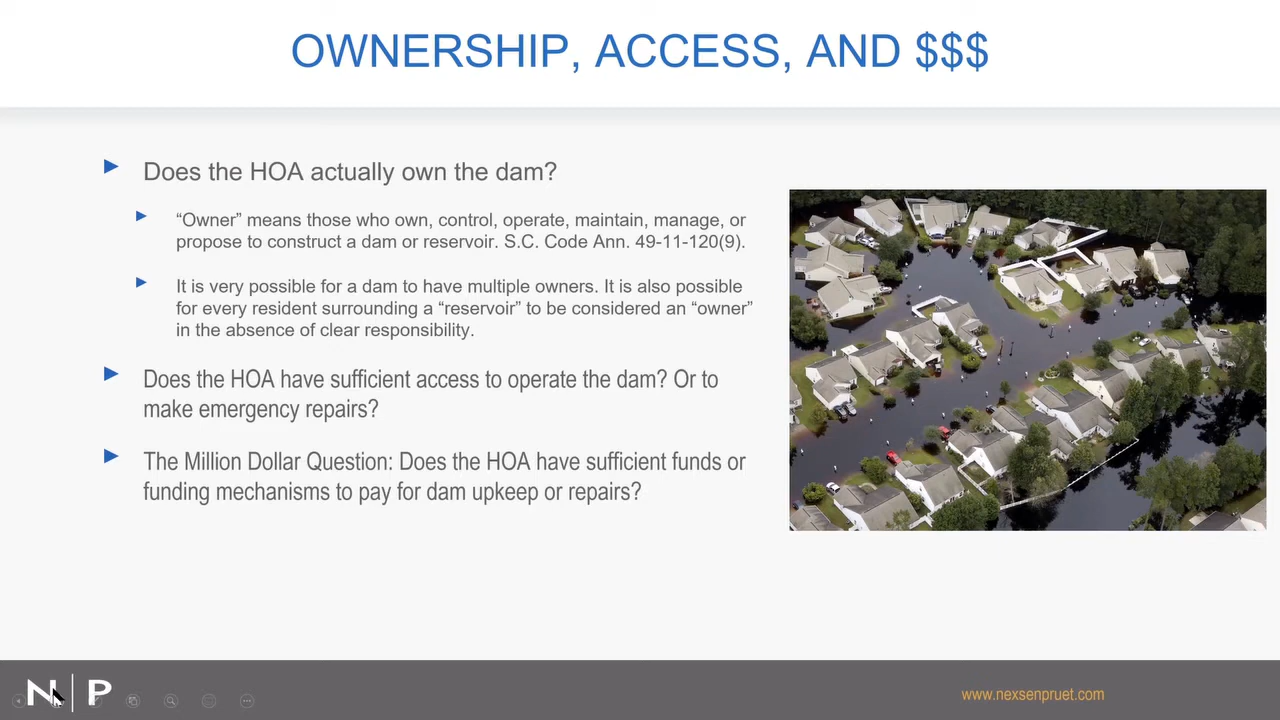 OWNERSHIP, ACCESS, AND $$$
Does the HOA actually own the dam?
“Owner” means those who own, control, operate, maintain, manage, or
propose to construct a dam or reservoir. S.C. Code Ann. 49-11-120(9).
It is very possible for a dam to have multiple owners. It is also possible
for every resident surrounding a “reservoir” to be considered an “owner”
in the absence of clear responsibility.
Does the HOA have sufficient access to operate the dam? Or to
make emergency repairs?
The Million Dollar Question: Does the HOA have sufficient funds or
funding mechanisms to pay for dam upkeep or repairs?
N P
www.nexsenpruet.com